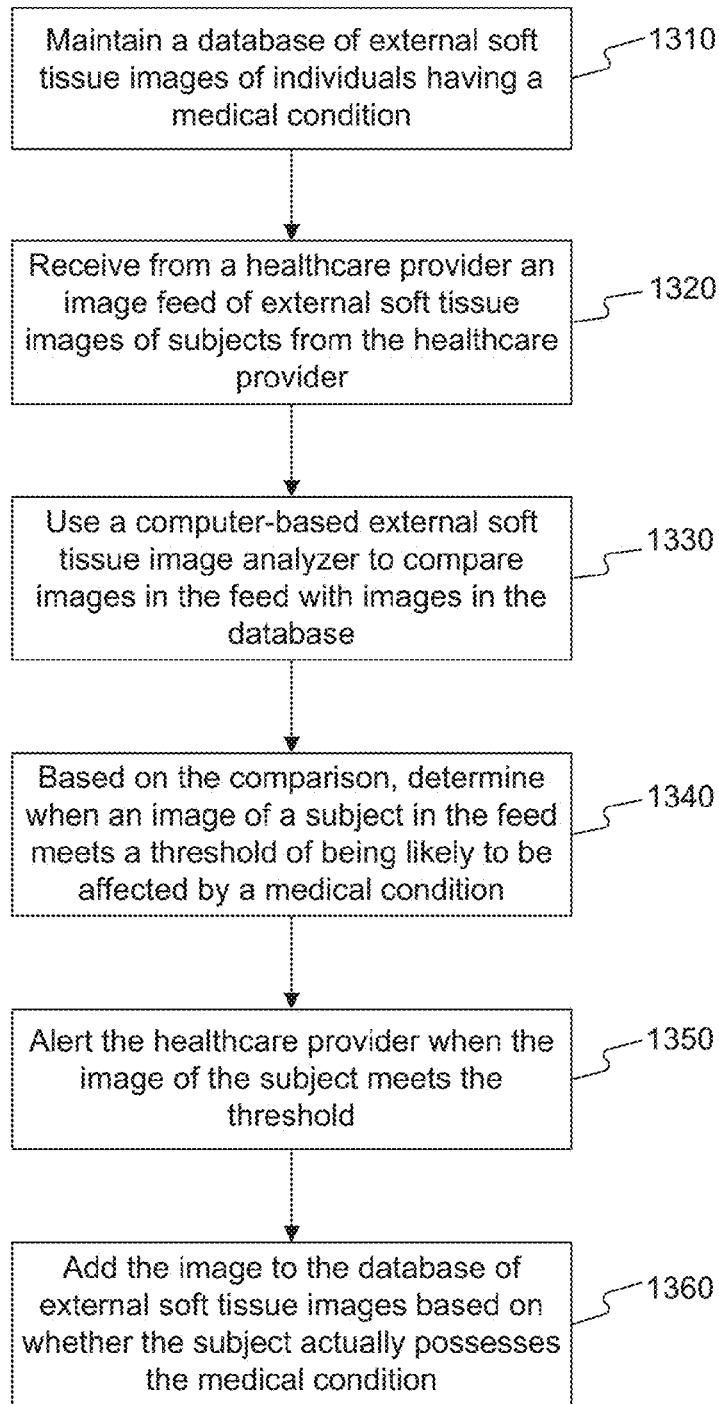 Maintain a database of external soft
tissue images of individuals having a
medical condition
1310
Receive from a healthcare provider an
image feed of external soft tissue
images of subjects from the healthcare
provider
1320
Use a computer-based external soft
tissue image analyzer to compare
images in the feed with images in the
database
1330
Based on the comparison, determine
when an image of a subject in the feed
meets a threshold of being likely to be
affected by a medical condition
1340
Alert the healthcare provider when the
image of the subject meets the
threshold
1350
Add the image to the database of
external soft tissue images based on
whether the subject actually possesses
the medical condition
1360